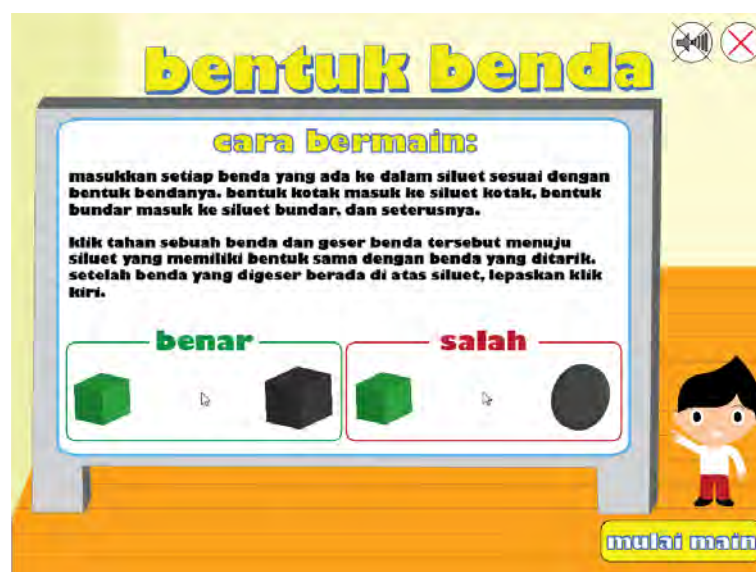 bentuk benda
cara bermain:
masukkan setiap benda yang ada ke dalam siluet sesuai dengan
bentuk bendanya. bentuk kotak masuk ke siluet kotak, bentuk
bundar masuk ke siluet bundar, dan seterusnya.
klik tahan sebuah benda dan geser benda tersebut menuju
siluet yang memiliki bentuk sama dengan benda yang ditarik.
setelah benda yang digeser berada di atas siluet, lepaskan klik
kiri.
benar
salah
mulai main